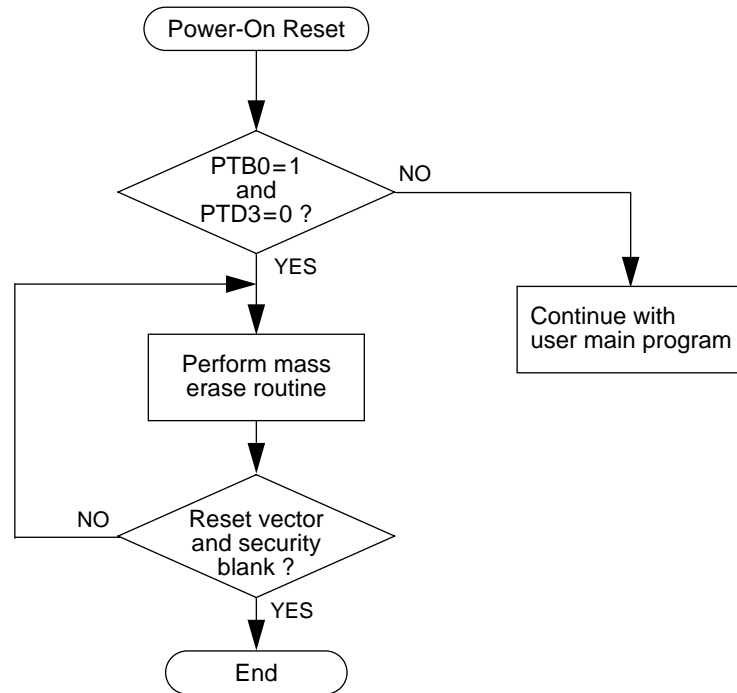 Power-On Reset
PTB0=1
and
PTD3=0 ?
NO
YES
Continue with
user main program
Perform mass
erase routine
NO
Reset vector
and security
blank ?
YES
End